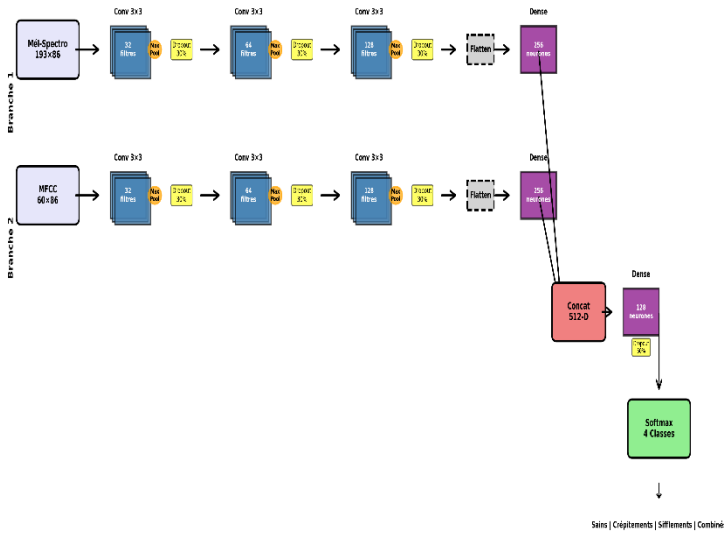 Branche 1
Mél-Spectro
193×86
Conv 3×3
32
filtres
Max
Pool
Dropout
30%
Conv 3×3
64
filtres
Max
Pool
Dropout
30%
Conv 3×3
128
filtres
Max
Pool
Dropout
30%
Flatten
Dense
256
neurones
Branche 2
MFCC
60×86
Conv 3×3
32
filtres
Max
Pool
Dropout
30%
Conv 3×3
64
filtres
Max
Pool
Dropout
30%
Conv 3×3
128
filtres
Max
Pool
Dropout
30%
Flatten
Dense
256
neurones
Concat
512-D
Dense
128
neurones
Dropout
30%
Softmax
4 Classes
Sains | Crépitements | Sifflements | Combiné